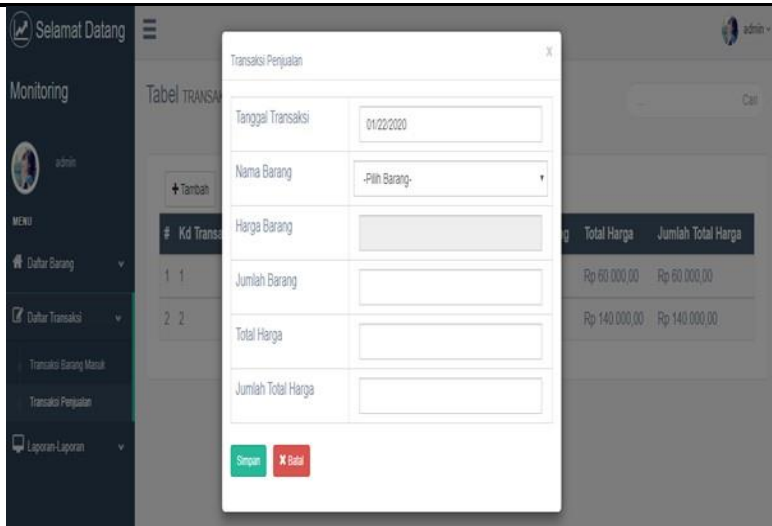 Selamat Datang
admin
Monitoring
admin
MENU
Daftar Barang
Daftar Transaksi
Transaksi Barang Masuk
Transaksi Penjualan
Laporan-Laporan
Tabel TRANSAK
Cari
+Tambah
# Kd Transa
ng Total Harga Jumlah Total Harga
1 1 Rp 60.000,00 Rp 60.000,00
2 2 Rp 140.000,00 Rp 140.000,00
Transaksi Penjualan X
Tanggal Transaksi 01/22/2020
Nama Barang -Pilih Barang-
Harga Barang
Jumlah Barang
Total Harga
Jumlah Total Harga
Simpan X Batal